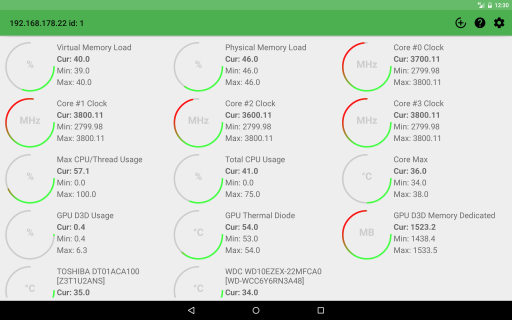 12:30
192.168.178.22 id: 1
%
Virtual Memory Load
Cur: 40.0
Min: 39.0
Max: 40.0
%
Physical Memory Load
Cur: 46.0
Min: 46.0
Max: 46.0
MHz
Core #0 Clock
Cur: 3700.11
Min: 2799.98
Max: 3800.11
MHz
Core #1 Clock
Cur: 3800.11
Min: 2799.98
Max: 3800.11
MHz
Core #2 Clock
Cur: 3600.11
Min: 2799.98
Max: 3800.11
MHz
Core #3 Clock
Cur: 3800.11
Min: 2799.98
Max: 3800.11
%
Max CPU/Thread Usage
Cur: 57.1
Min: 0.0
Max: 100.0
%
Total CPU Usage
Cur: 41.0
Min: 0.0
Max: 75.0
°C
Core Max
Cur: 36.0
Min: 34.0
Max: 38.0
%
GPU D3D Usage
Cur: 0.4
Min: 0.4
Max: 6.3
°C
GPU Thermal Diode
Cur: 54.0
Min: 53.0
Max: 54.0
MB
GPU D3D Memory Dedicated
Cur: 1523.2
Min: 1438.4
Max: 1533.5
°C
TOSHIBA DT01ACA100
[Z3T1U2ANS]
Cur: 35.0
°C
WDC WD10EZEX-22MFCA0
[WD-WCC6Y6RN3A48]
Cur: 34.0